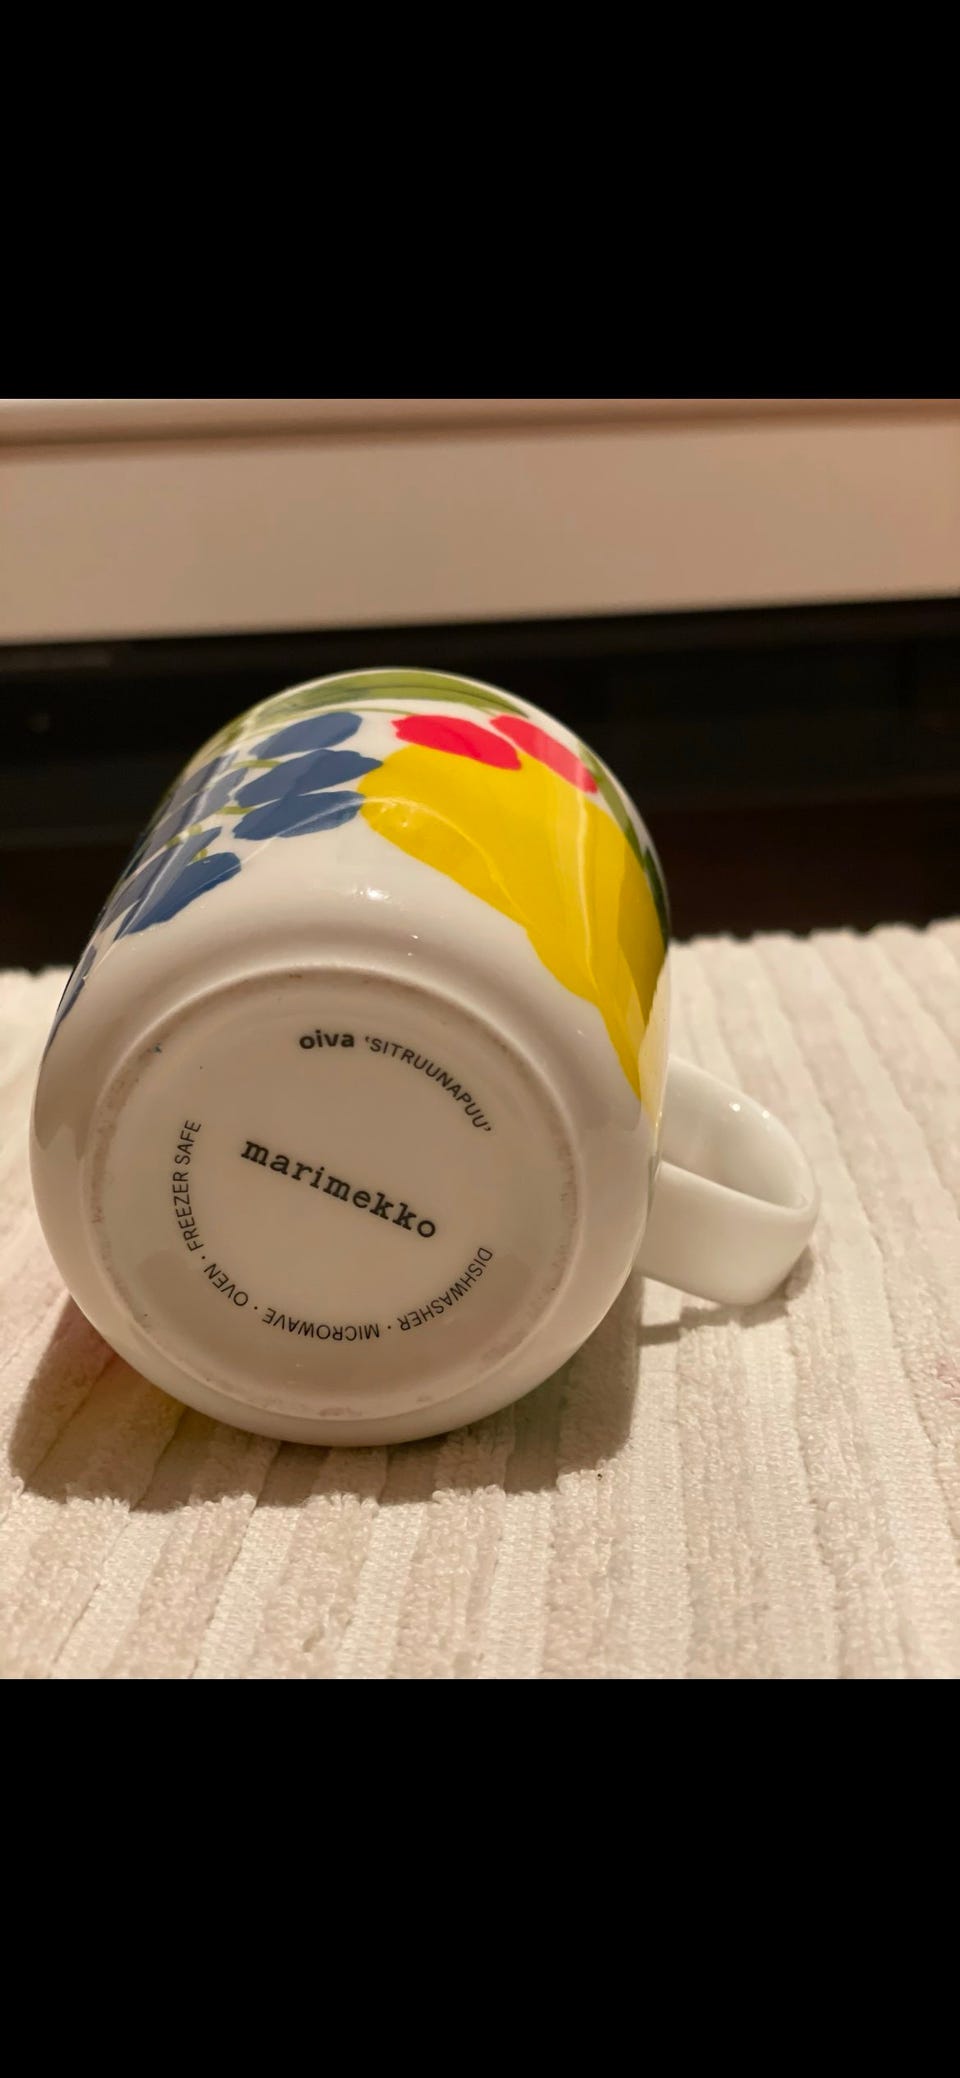 oiva 'SITRUUNAPUU'
marimekko
DISHWASHER · MICROWAVE · OVEN · FREEZER SAFE